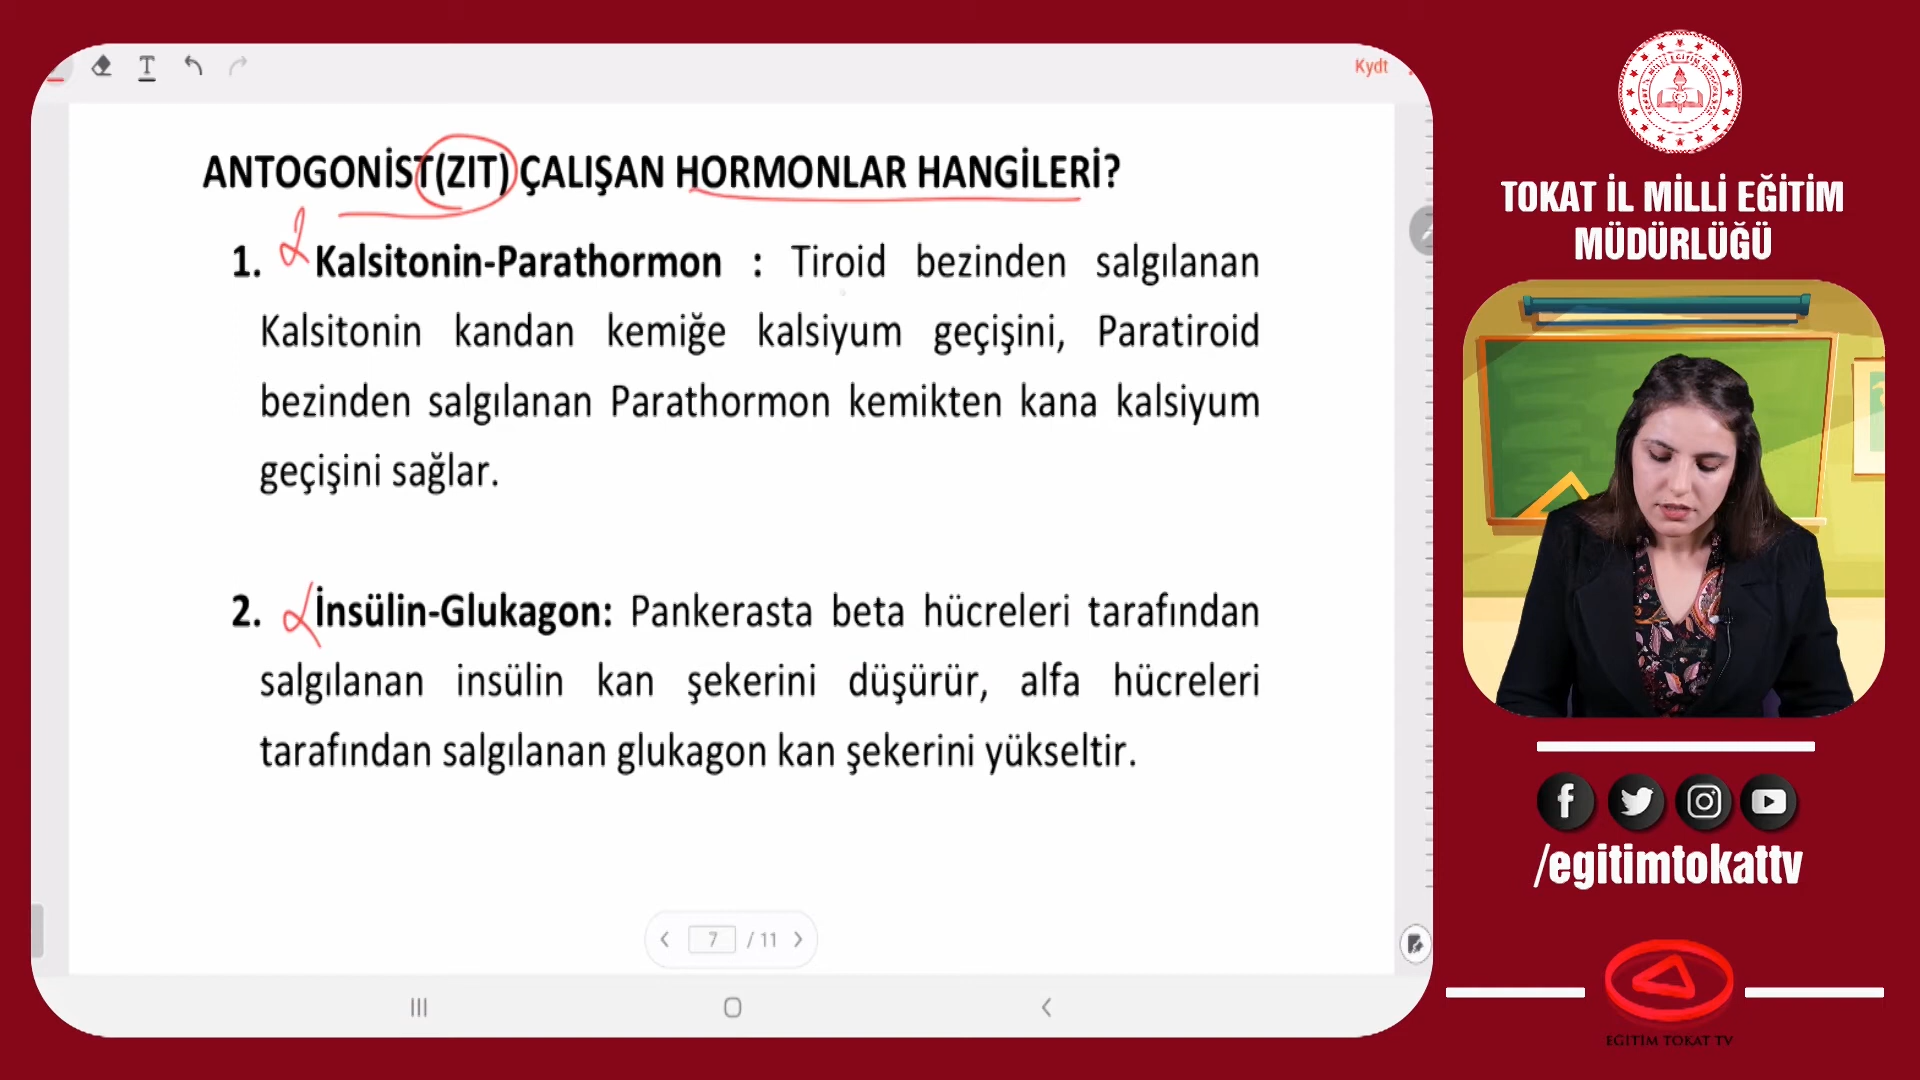 Kydt
ANTOGONİST(ZIT) ÇALIŞAN HORMONLAR HANGİLERİ?
1. Kalsitonin-Parathormon : Tiroid bezinden salgılanan
Kalsitonin kandan kemiğe kalsiyum geçişini, Paratiroid
bezinden salgılanan Parathormon kemikten kana kalsiyum
geçişini sağlar.
2. İnsülin-Glukagon: Pankerasta beta hücreleri tarafından
salgılanan insülin kan şekerini düşürür, alfa hücreleri
tarafından salgılanan glukagon kan şekerini yükseltir.
7 / 11
TOKAT İL MİLLİ EĞİTİM
MÜDÜRLÜĞÜ
/egitimtokattv
EĞİTİM TOKAT TV